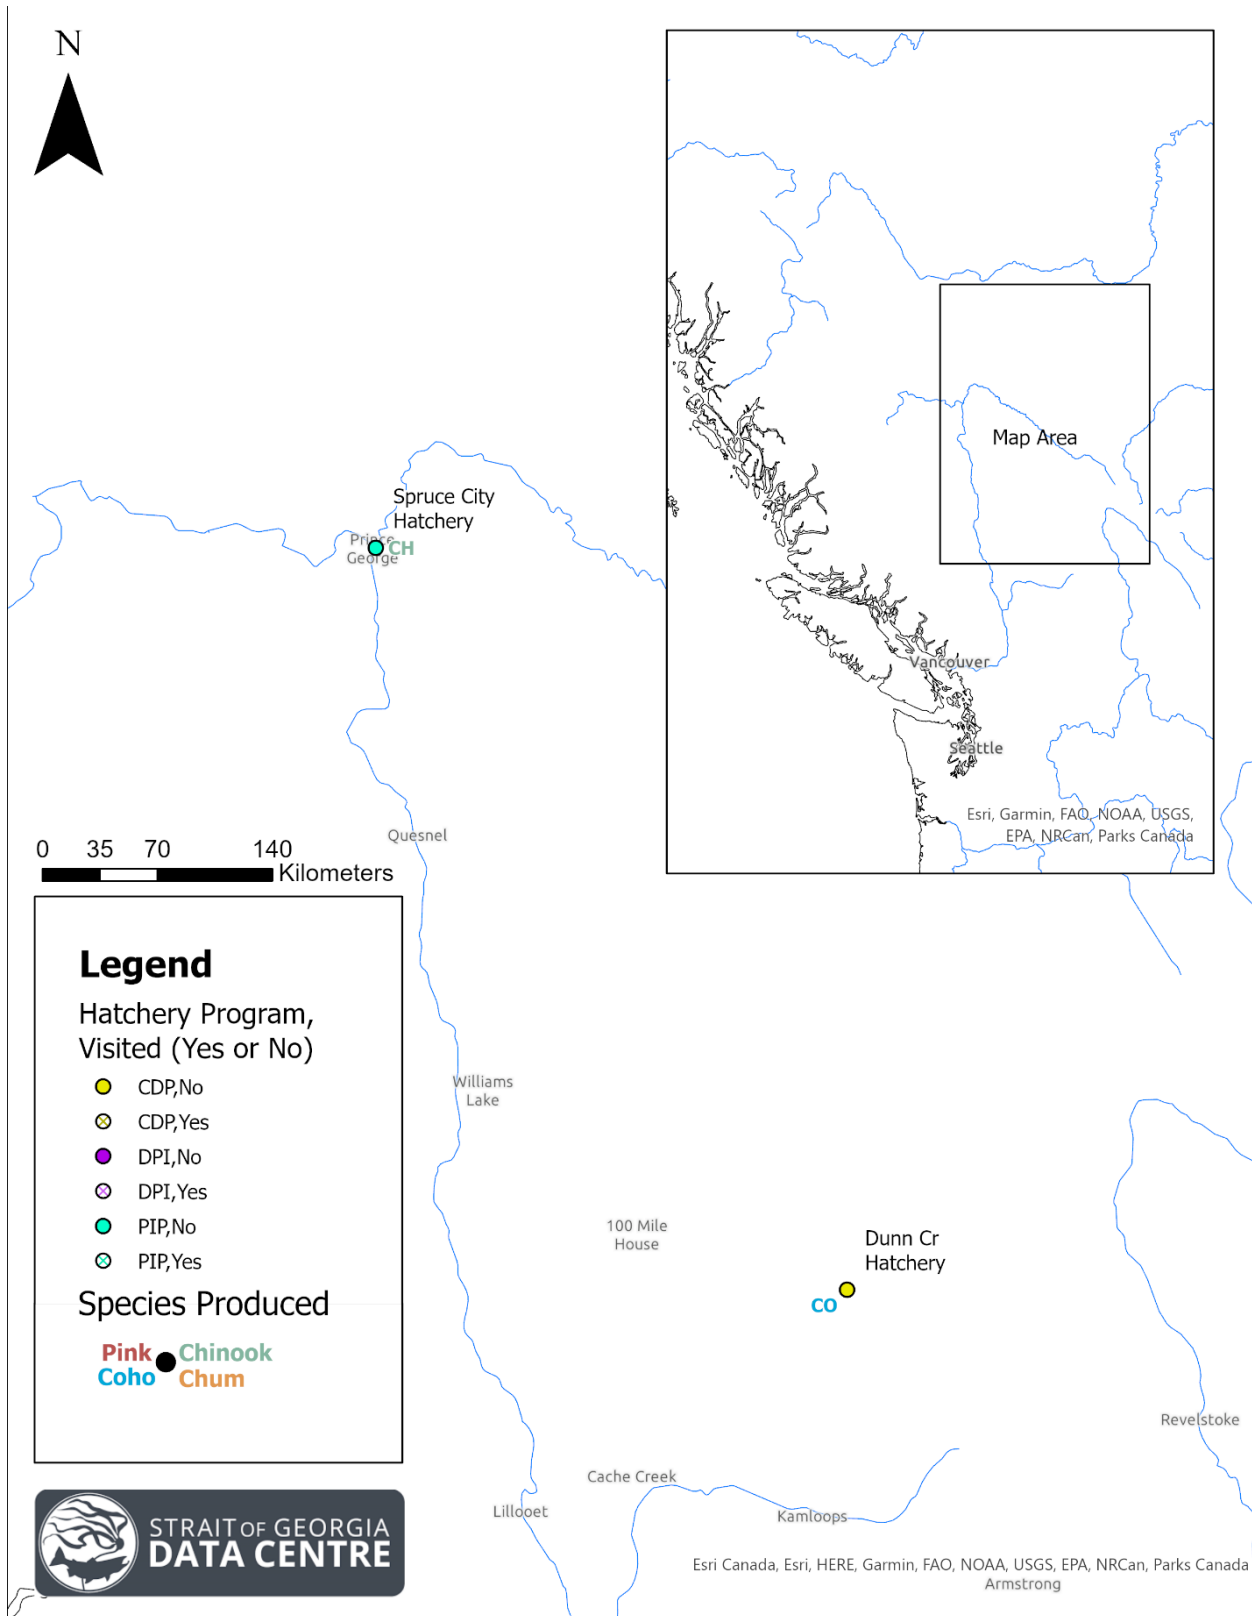 N
Map Area
Vancouver
Seattle
Esri, Garmin, FAO, NOAA, USGS,
EPA, NRCan, Parks Canada
Spruce City
Hatchery
Prince
George
CH
Quesnel
0 35 70 140
Kilometers
Legend
Hatchery Program,
Visited (Yes or No)
CDP,No
CDP,Yes
DPI,No
DPI,Yes
PIP,No
PIP,Yes
Species Produced
Pink Chinook
Coho Chum
Williams
Lake
100 Mile
House
Dunn Cr
Hatchery
CO
Revelstoke
Cache Creek
Lillooet
Kamloops
STRAIT OF GEORGIA
DATA CENTRE
Esri Canada, Esri, HERE, Garmin, FAO, NOAA, USGS, EPA, NRCan, Parks Canada
Armstrong